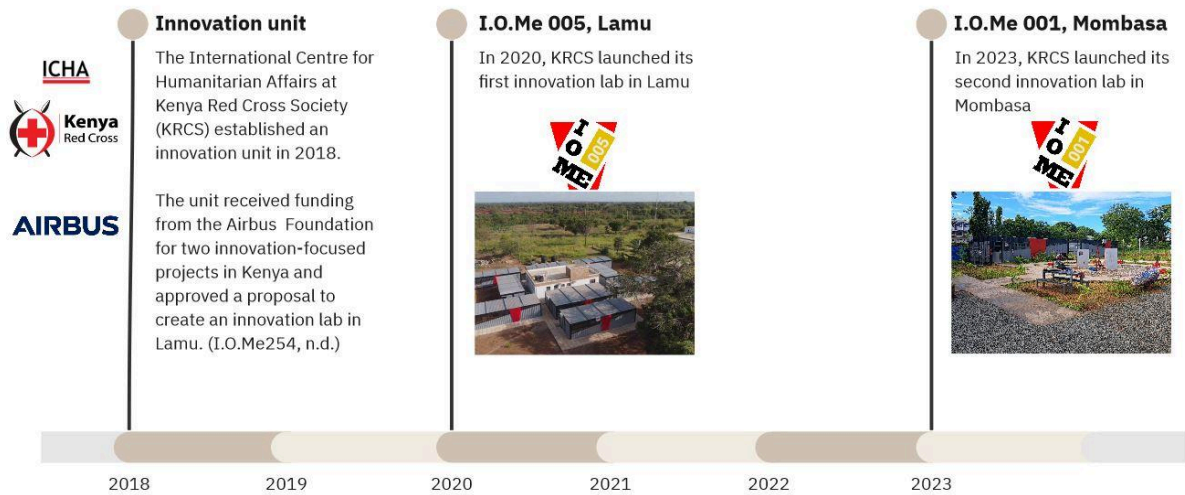 ICHA
Kenya
Red Cross
AIRBUS
Innovation unit
The International Centre for
Humanitarian Affairs at
Kenya Red Cross Society
(KRCS) established an
innovation unit in 2018.
The unit received funding
from the Airbus Foundation
for two innovation-focused
projects in Kenya and
approved a proposal to
create an innovation lab in
Lamu. (I.O.Me254, n.d.)
I.O.Me 005, Lamu
In 2020, KRCS launched its
first innovation lab in Lamu
I
O
ME
005
I.O.Me 001, Mombasa
In 2023, KRCS launched its
second innovation lab in
Mombasa
I
O
ME
001
2018
2019
2020
2021
2022
2023